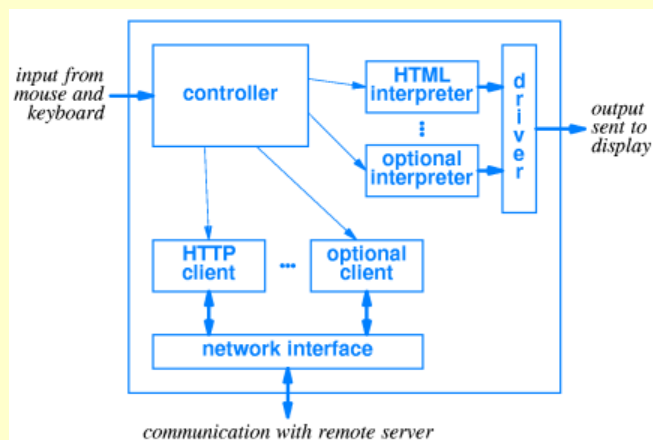 input from
mouse and
keyboard
controller
HTML
interpreter
optional
interpreter
driver
output
sent to
display
HTTP
client
optional
client
network interface
communication with remote server